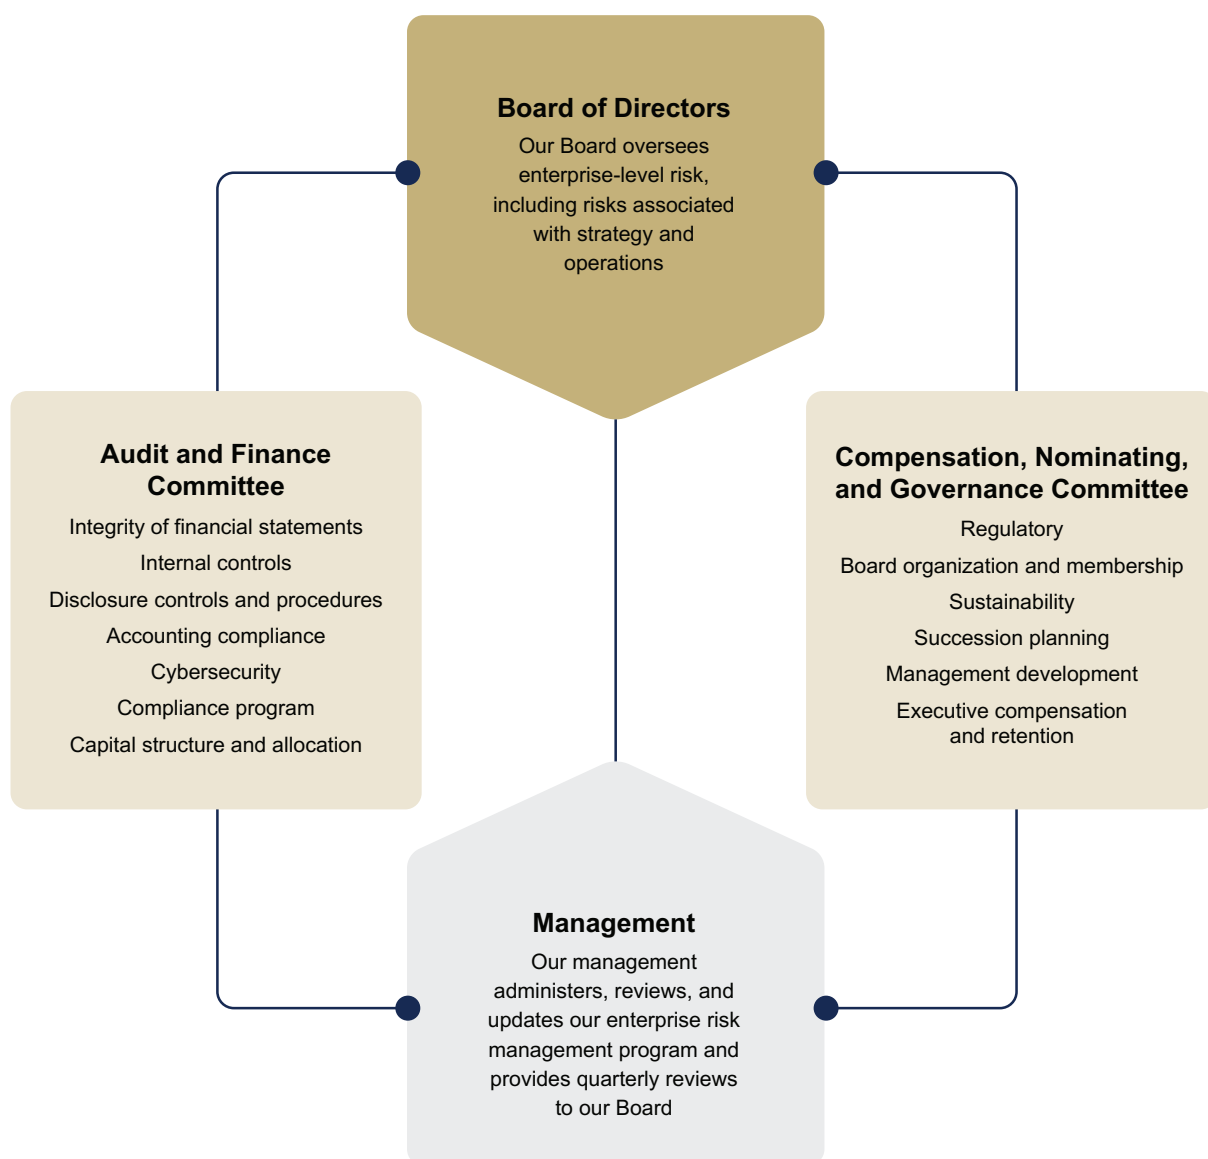 Board of Directors
Our Board oversees
enterprise-level risk,
including risks associated
with strategy and
operations
Audit and Finance
Committee
Integrity of financial statements
Internal controls
Disclosure controls and procedures
Accounting compliance
Cybersecurity
Compliance program
Capital structure and allocation
Compensation, Nominating,
and Governance Committee
Regulatory
Board organization and membership
Sustainability
Succession planning
Management development
Executive compensation
and retention
Management
Our management
administers, reviews, and
updates our enterprise risk
management program and
provides quarterly reviews
to our Board